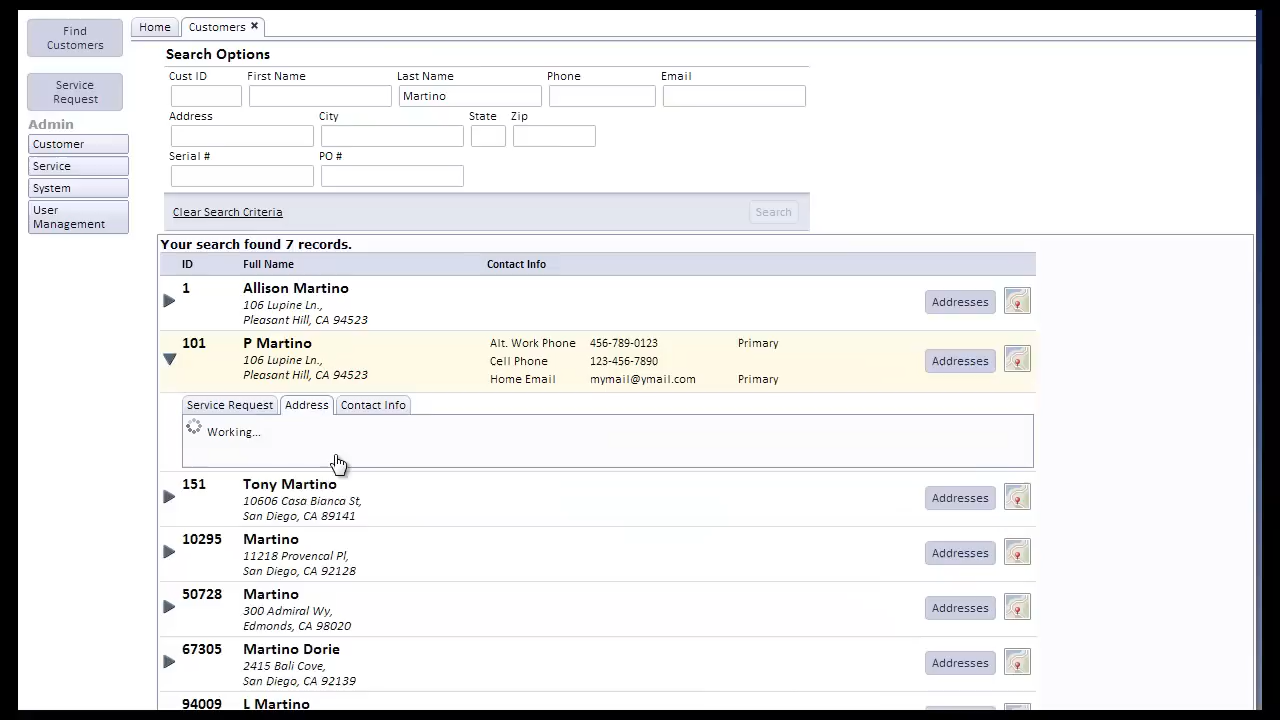 Find Customers
Service Request
Admin
Customer
Service
System
User Management
Home
Customers ×
Search Options
Cust ID First Name Last Name Phone Email
Martino
Address City State Zip
Serial # PO #
Clear Search Criteria Search
Your search found 7 records.
ID Full Name Contact Info
1 Allison Martino
106 Lupine Ln.,
Pleasant Hill, CA 94523
Addresses
101 P Martino
106 Lupine Ln.,
Pleasant Hill, CA 94523
Alt. Work Phone 456-789-0123 Primary
Cell Phone 123-456-7890
Home Email mymail@ymail.com Primary
Addresses
Service Request Address Contact Info
Working...
151 Tony Martino
10606 Casa Bianca St,
San Diego, CA 89141
Addresses
10295 Martino
11218 Provencal Pl,
San Diego, CA 92128
Addresses
50728 Martino
300 Admiral Wy,
Edmonds, CA 98020
Addresses
67305 Martino Dorie
2415 Bali Cove,
San Diego, CA 92139
Addresses
94009 L Martino